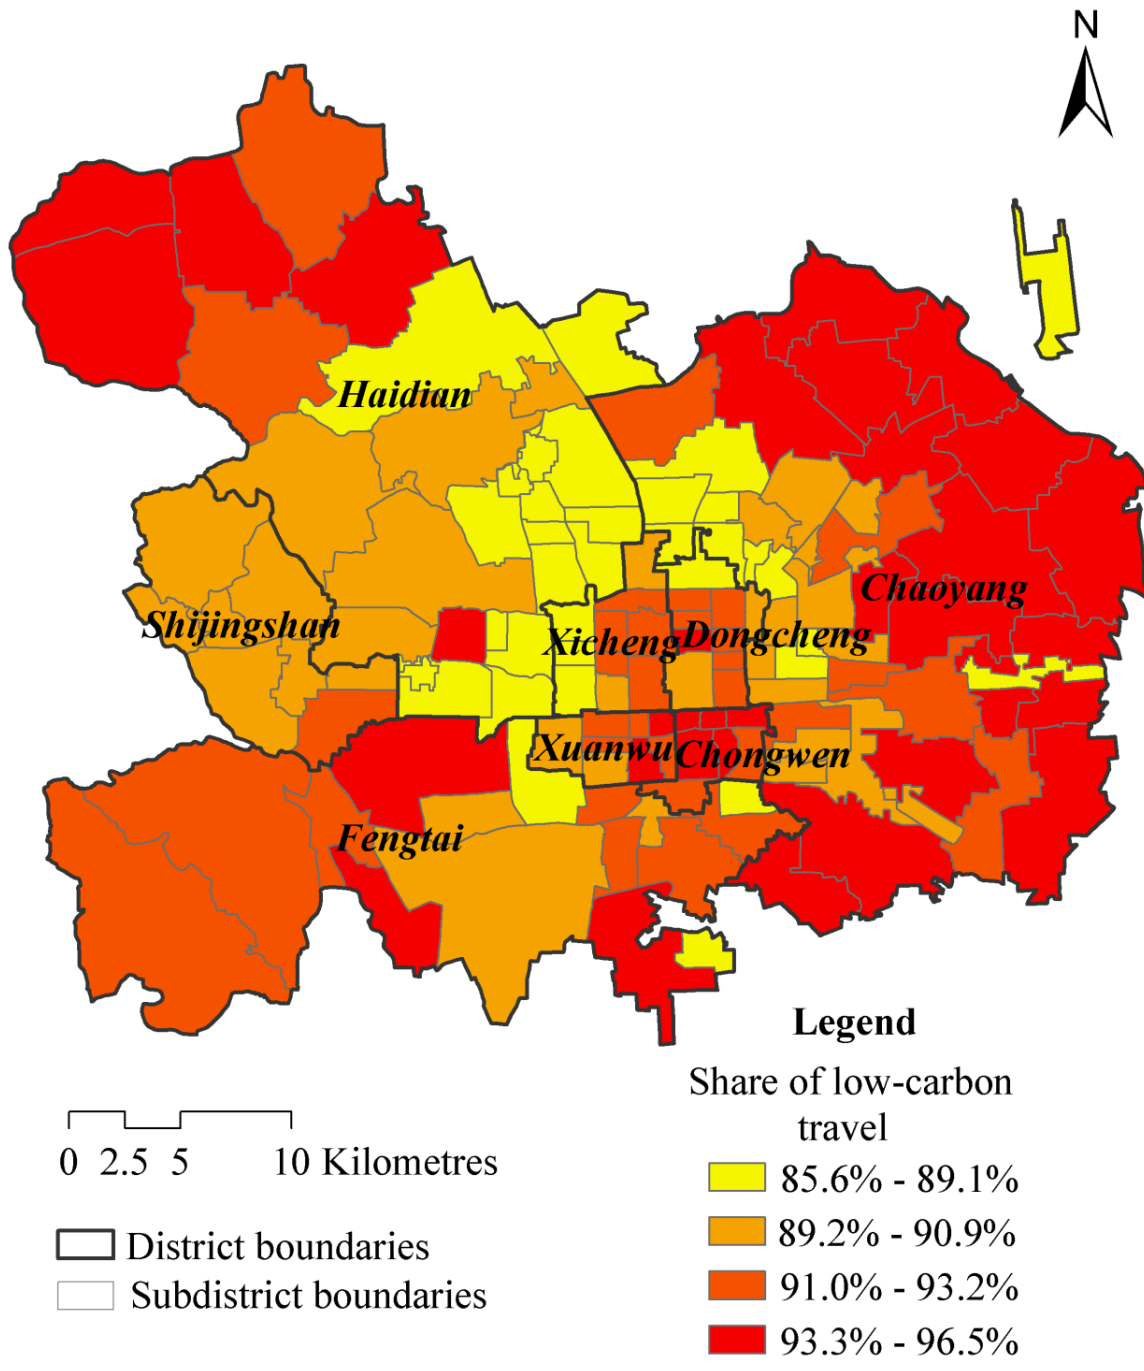 N
Haidian
Chaoyang
Shijingshan
Xicheng
Dongcheng
Xuanwu
Chongwen
Fengtai
Legend
Share of low-carbon
travel
85.6% - 89.1%
89.2% - 90.9%
91.0% - 93.2%
93.3% - 96.5%
0 2.5 5 10 Kilometres
District boundaries
Subdistrict boundaries